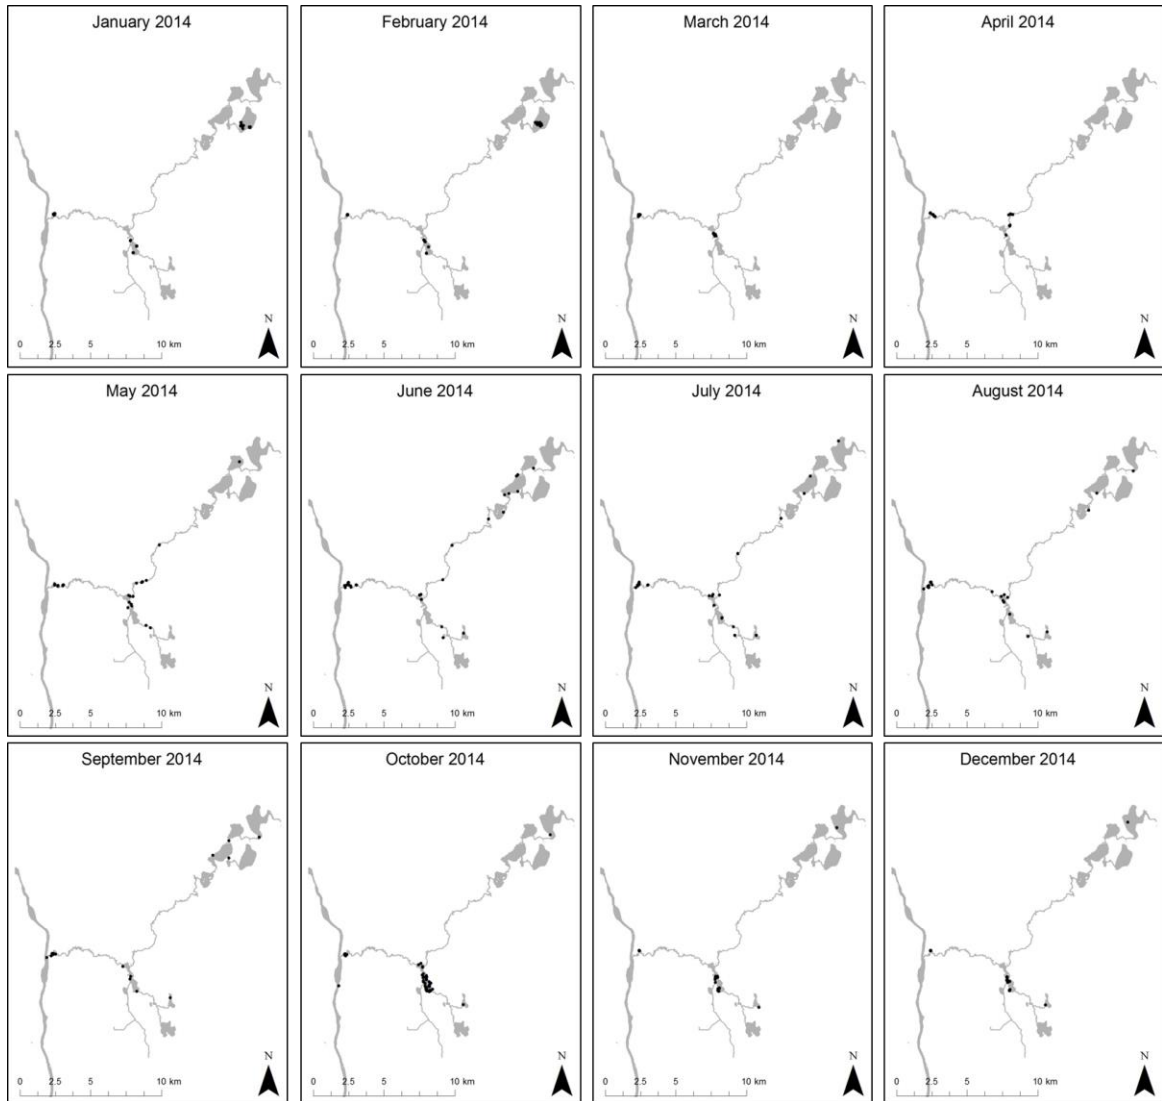 January 2014
N
0 2.5 5 10 km
February 2014
N
0 2.5 5 10 km
March 2014
N
0 2.5 5 10 km
April 2014
N
0 2.5 5 10 km
May 2014
N
0 2.5 5 10 km
June 2014
N
0 2.5 5 10 km
July 2014
N
0 2.5 5 10 km
August 2014
N
0 2.5 5 10 km
September 2014
N
0 2.5 5 10 km
October 2014
N
0 2.5 5 10 km
November 2014
N
0 2.5 5 10 km
December 2014
N
0 2.5 5 10 km